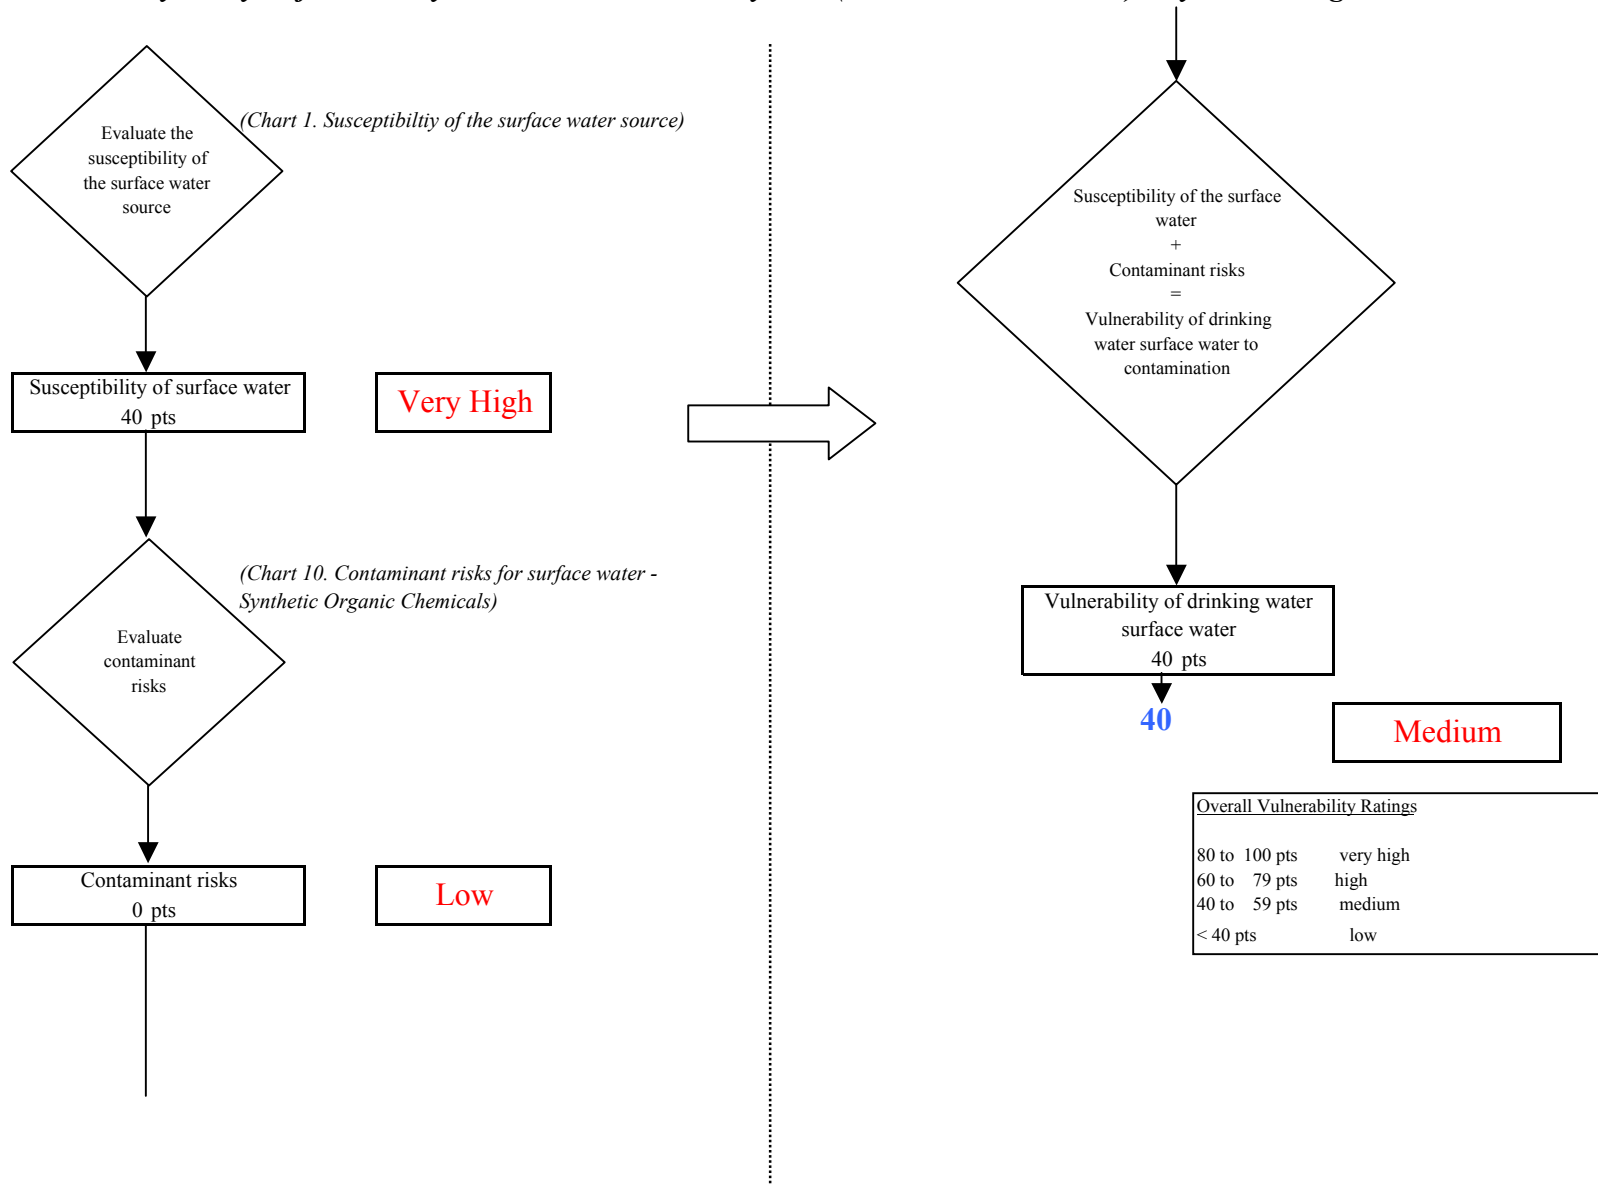 (Chart 1. Susceptibiltiy of the surface water source)
Evaluate the
susceptibility of
the surface water
source
Susceptibility of surface water
40 pts
Very High
(Chart 10. Contaminant risks for surface water -
Synthetic Organic Chemicals)
Evaluate
contaminant
risks
Contaminant risks
0 pts
Low
Susceptibility of the surface
water
+
Contaminant risks
=
Vulnerability of drinking
water surface water to
contamination
Vulnerability of drinking water
surface water
40 pts
40
Medium
Overall Vulnerability Ratings
80 to 100 pts very high
60 to 79 pts high
40 to 59 pts medium
< 40 pts low